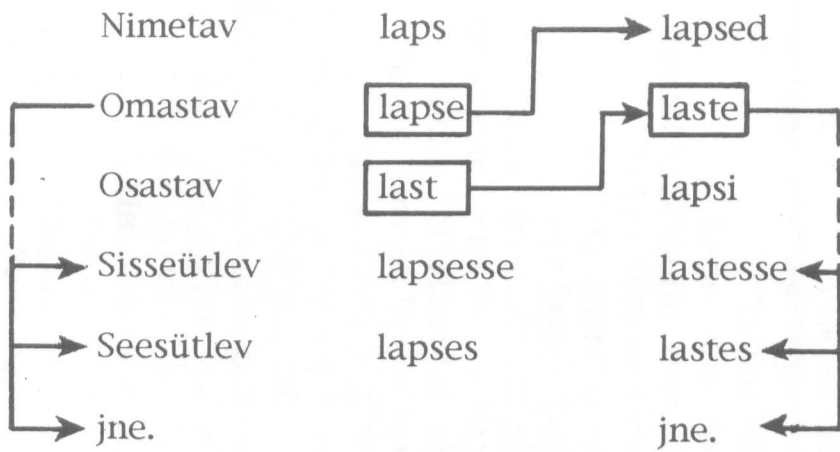 Nimetav laps lapsed
Omastav lapse laste
Osastav last lapsi
Sisseütlev lapsesse lastesse
Seesütlev lapses lastes
jne. jne.